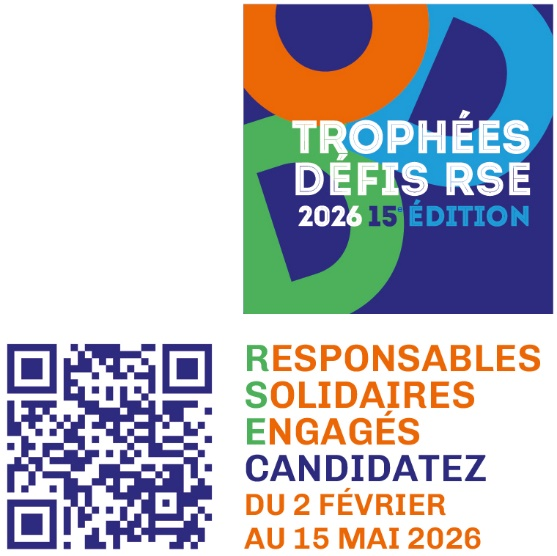 TROPHÉES
DÉFIS RSE
2026 15e ÉDITION
RESPONSABLES
SOLIDAIRES
ENGAGÉS
CANDIDATEZ
DU 2 FÉVRIER
AU 15 MAI 2026